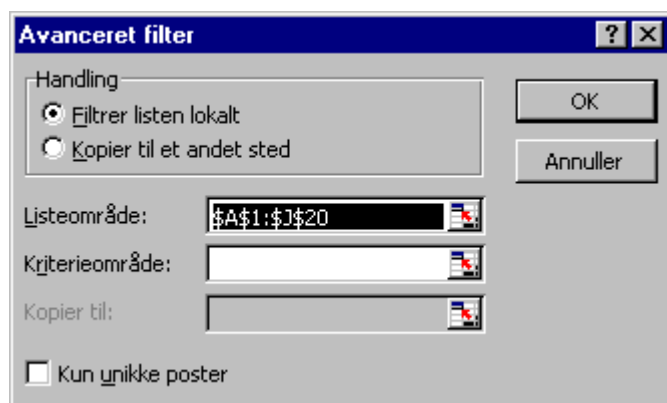 Avanceret filter
Handling
Filtrer listen lokalt
Kopier til et andet sted
OK
Annuller
Listeområde: $A$1:$J$20
Kriterieområde:
Kopier til:
Kun unikke poster